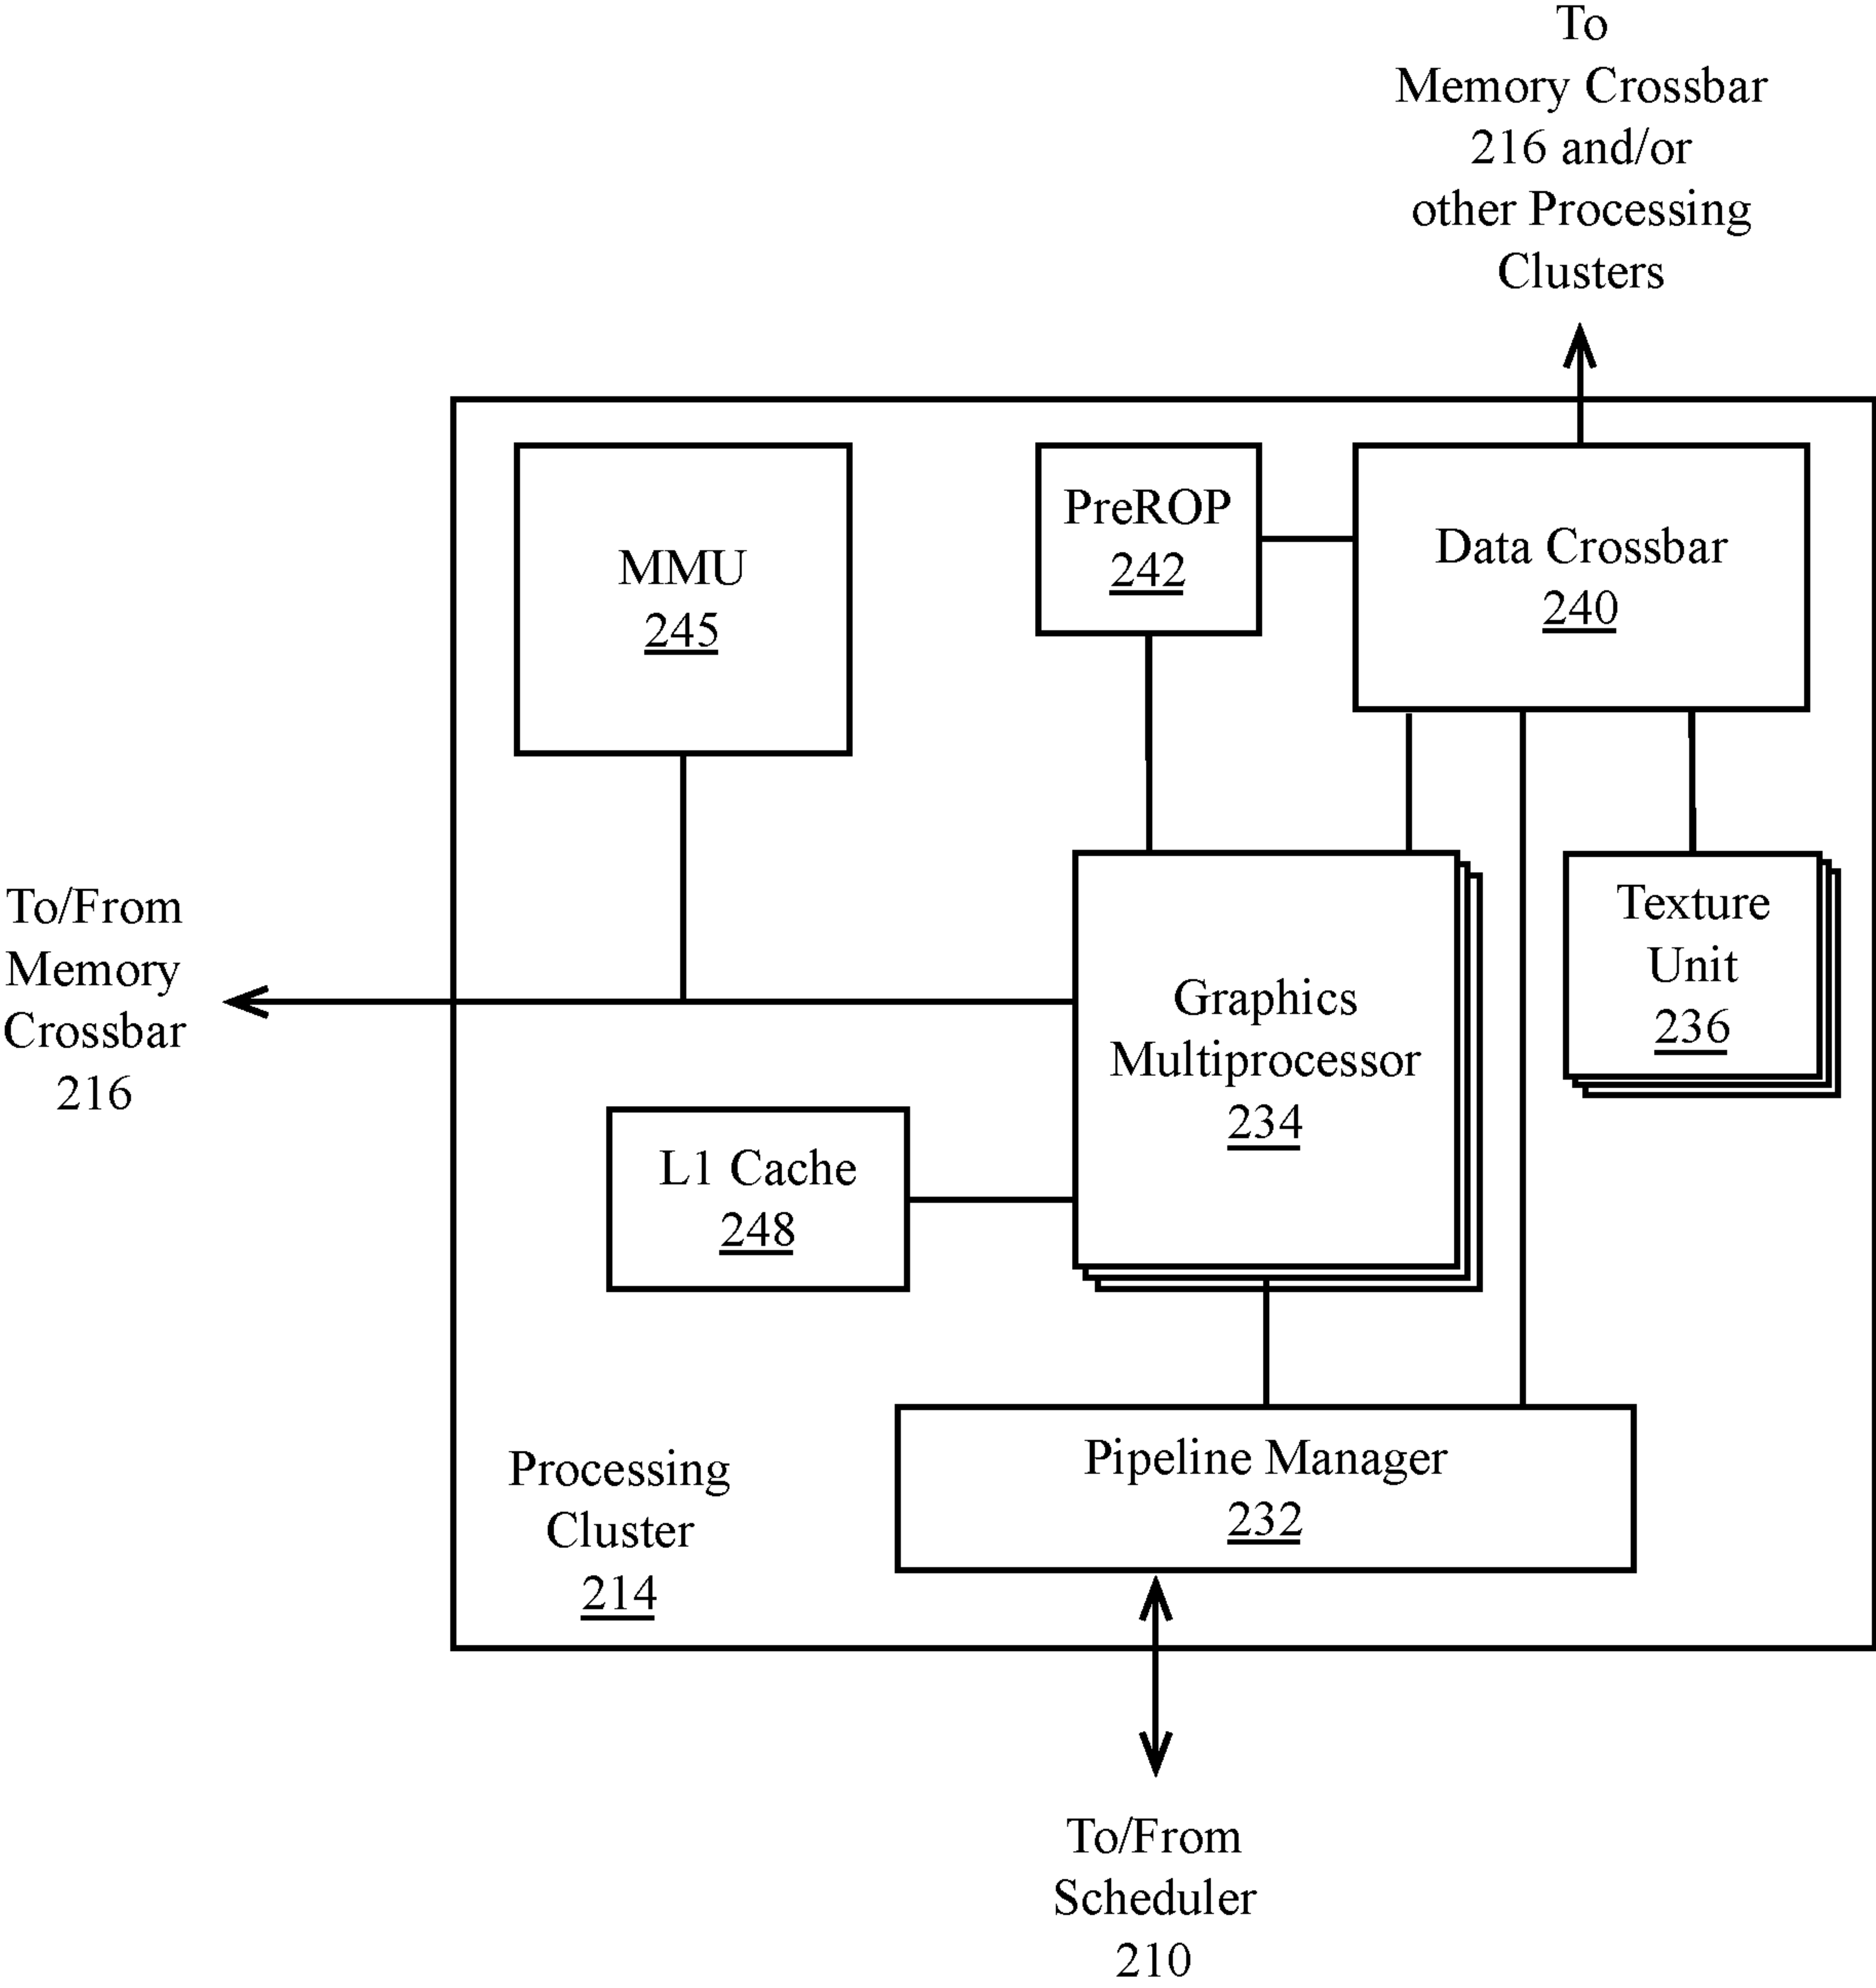 To
Memory Crossbar
216 and/or
other Processing
Clusters
MMU
245
PreROP
242
Data Crossbar
240
To/From
Memory
Crossbar
216
Graphics
Multiprocessor
234
Texture
Unit
236
L1 Cache
248
Processing
Cluster
214
Pipeline Manager
232
To/From
Scheduler
210